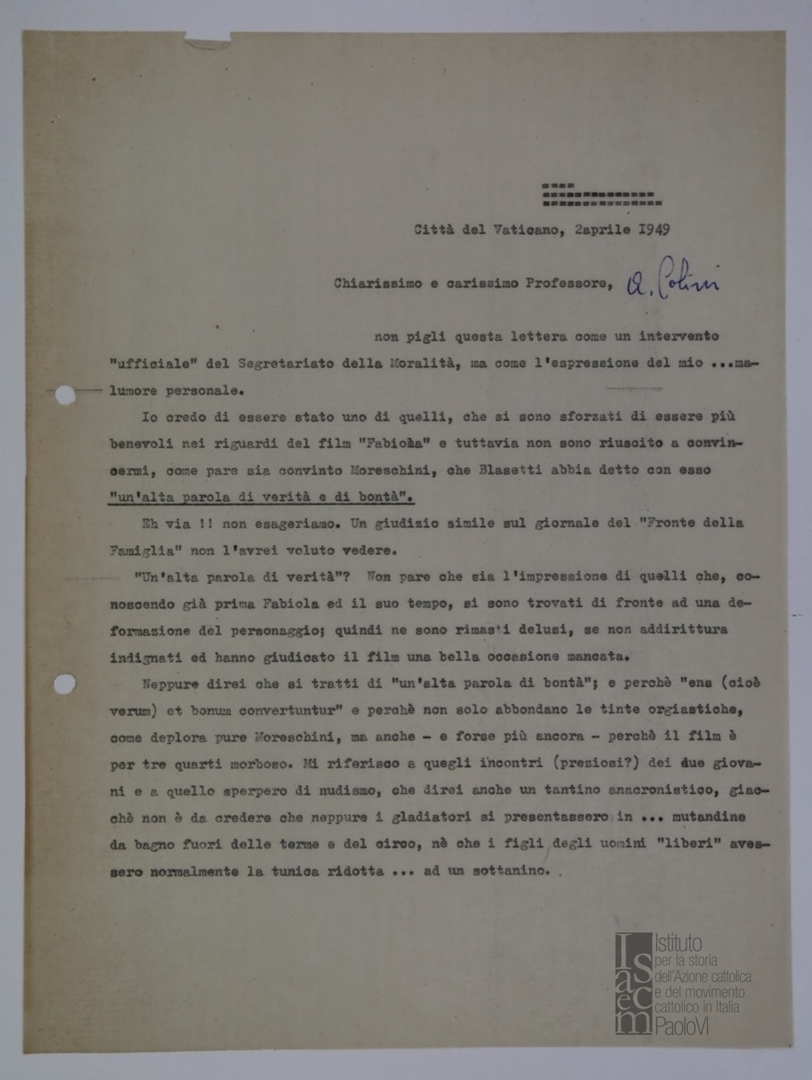 Città del Vaticano, 2aprile I949
Chiarissimo e carissimo Professore, A. Colini
non pigli questa lettera come un intervento
"ufficiale" del Segretariato della Moralità, ma come l'espressione del mio ...ma-
lumore personale.
Io credo di essere stato uno di quelli, che si sono sforzati di essere più
benevoli nei riguardi del film "Fabiola" e tuttavia non sono riuscito a convin-
cermi, come pare sia convinto Moreschini, che Blasetti abbia detto con esso
"un'alta parola di verità e di bontà".
Eh via !! non esageriamo. Un giudizio simile sul giornale del "Fronte della
Famiglia" non l'avrei voluto vedere.
"Un'alta parola di verità"? Non pare che sia l'impressione di quelli che, co-
noscendo già prima Fabiola ed il suo tempo, si sono trovati di fronte ad una de-
formazione del personaggio; quindi ne sono rimasti delusi, se non addirittura
indignati ed hanno giudicato il film una bella occasione mancata.
Neppure direi che si tratti di "un'alta parola di bontà"; e perchè "ens (cioè
verum) et bonum convertuntur" e perchè non solo abbondano le tinte orgiastiche,
come deplora pure Moreschini, ma anche - e forse più ancora - perchè il film è
per tre quarti morboso. Mi riferisco a quegli incontri (preziosi?) dei due giova-
ni e a quello sperpero di nudismo, che direi anche un tantino anacronistico, giac-
chè non è da credere che neppure i gladiatori si presentassero in ... mutandine
da bagno fuori delle terme e del circo, nè che i figli degli uomini "liberi" aves-
sero normalmente la tunica ridotta ... ad un sottanino.
Isacem
Istituto
per la storia
dell'Azione cattolica
e del movimento
cattolico in Italia
PaoloVI